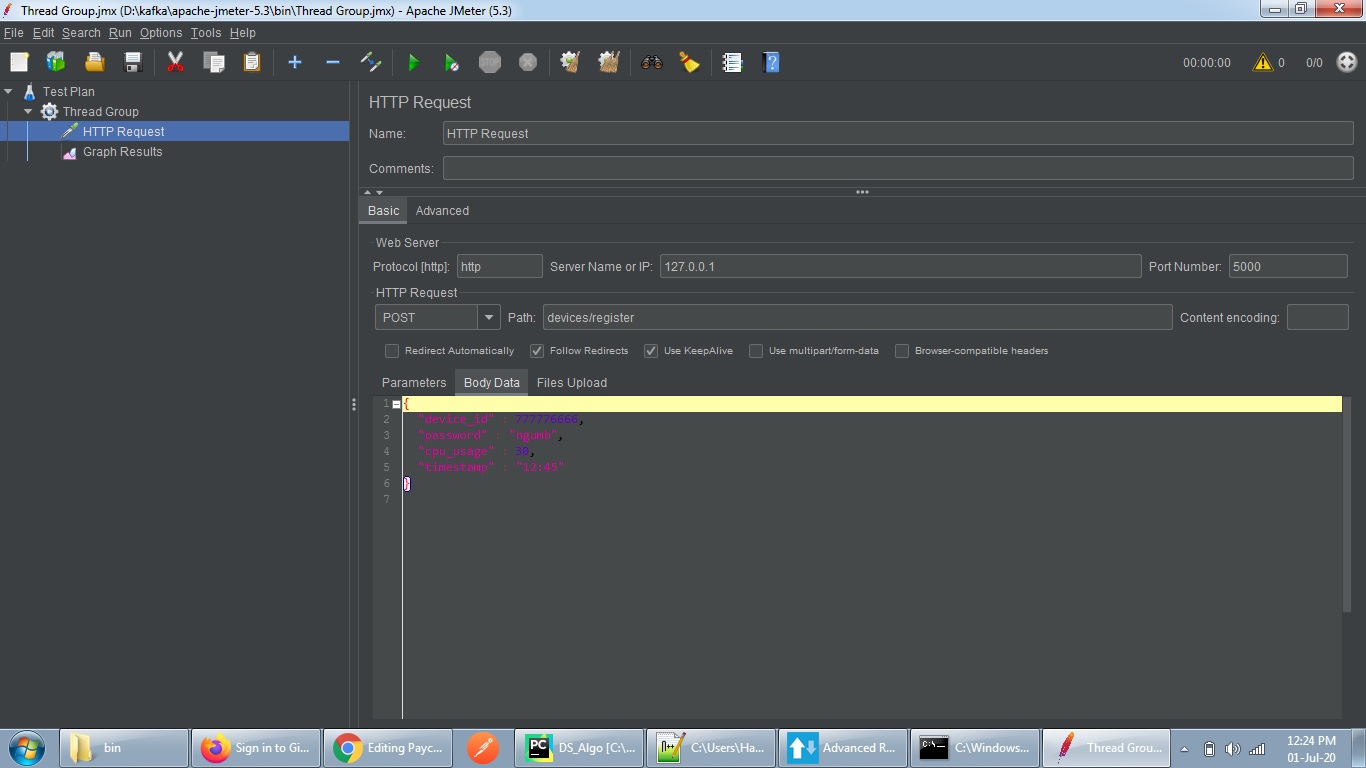 Thread Group.jmx (D:\kafka\apache-jmeter-5.3\bin\Thread Group.jmx) - Apache JMeter (5.3)
File Edit Search Run Options Tools Help
00:00:00 0 0/0
Test Plan
Thread Group
HTTP Request
Graph Results
HTTP Request
Name: HTTP Request
Comments:
Basic Advanced
Web Server
Protocol [http]: http Server Name or IP: 127.0.0.1 Port Number: 5000
HTTP Request
POST Path: devices/register Content encoding:
Redirect Automatically Follow Redirects Use KeepAlive Use multipart/form-data Browser-compatible headers
Parameters Body Data Files Upload
1 {
2 "device_id" : 777776666,
3 "password" : "ngumb",
4 "cpu_usage" : 30,
5 "timestamp" : "12:45"
6 }
7
bin Sign in to Gi... Editing Payc... PC DS_Algo [C:\... C:\Users\Ha... Advanced R... C:\Windows... Thread Grou... 12:24 PM
01-Jul-20